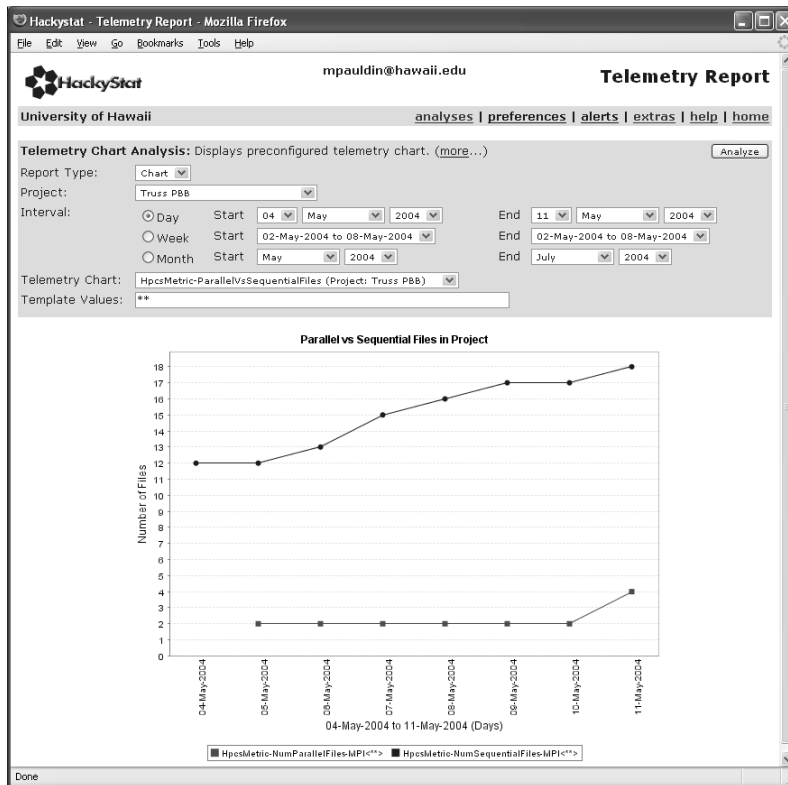 Hackystat - Telemetry Report - Mozilla Firefox
File Edit View Go Bookmarks Tools Help
HackyStat
mpauldin@hawaii.edu
Telemetry Report
University of Hawaii
analyses | preferences | alerts | extras | help | home
Telemetry Chart Analysis: Displays preconfigured telemetry chart. (more...)
Analyze
Report Type: Chart
Project: Truss PBB
Interval: Day Start 04 May 2004 End 11 May 2004
Week Start 02-May-2004 to 08-May-2004 End 02-May-2004 to 08-May-2004
Month Start May 2004 End July 2004
Telemetry Chart: HpcsMetric-ParallelVsSequentialFiles (Project: Truss PBB)
Template Values: **
Parallel vs Sequential Files in Project
Number of Files
18
17
16
15
14
13
12
11
10
9
8
7
6
5
4
3
2
1
0
04-May-2004
05-May-2004
06-May-2004
07-May-2004
08-May-2004
09-May-2004
10-May-2004
11-May-2004
04-May-2004 to 11-May-2004 (Days)
HpcsMetric-NumParallelFiles-MPI<**> HpcsMetric-NumSequentialFiles-MPI<**>
Done